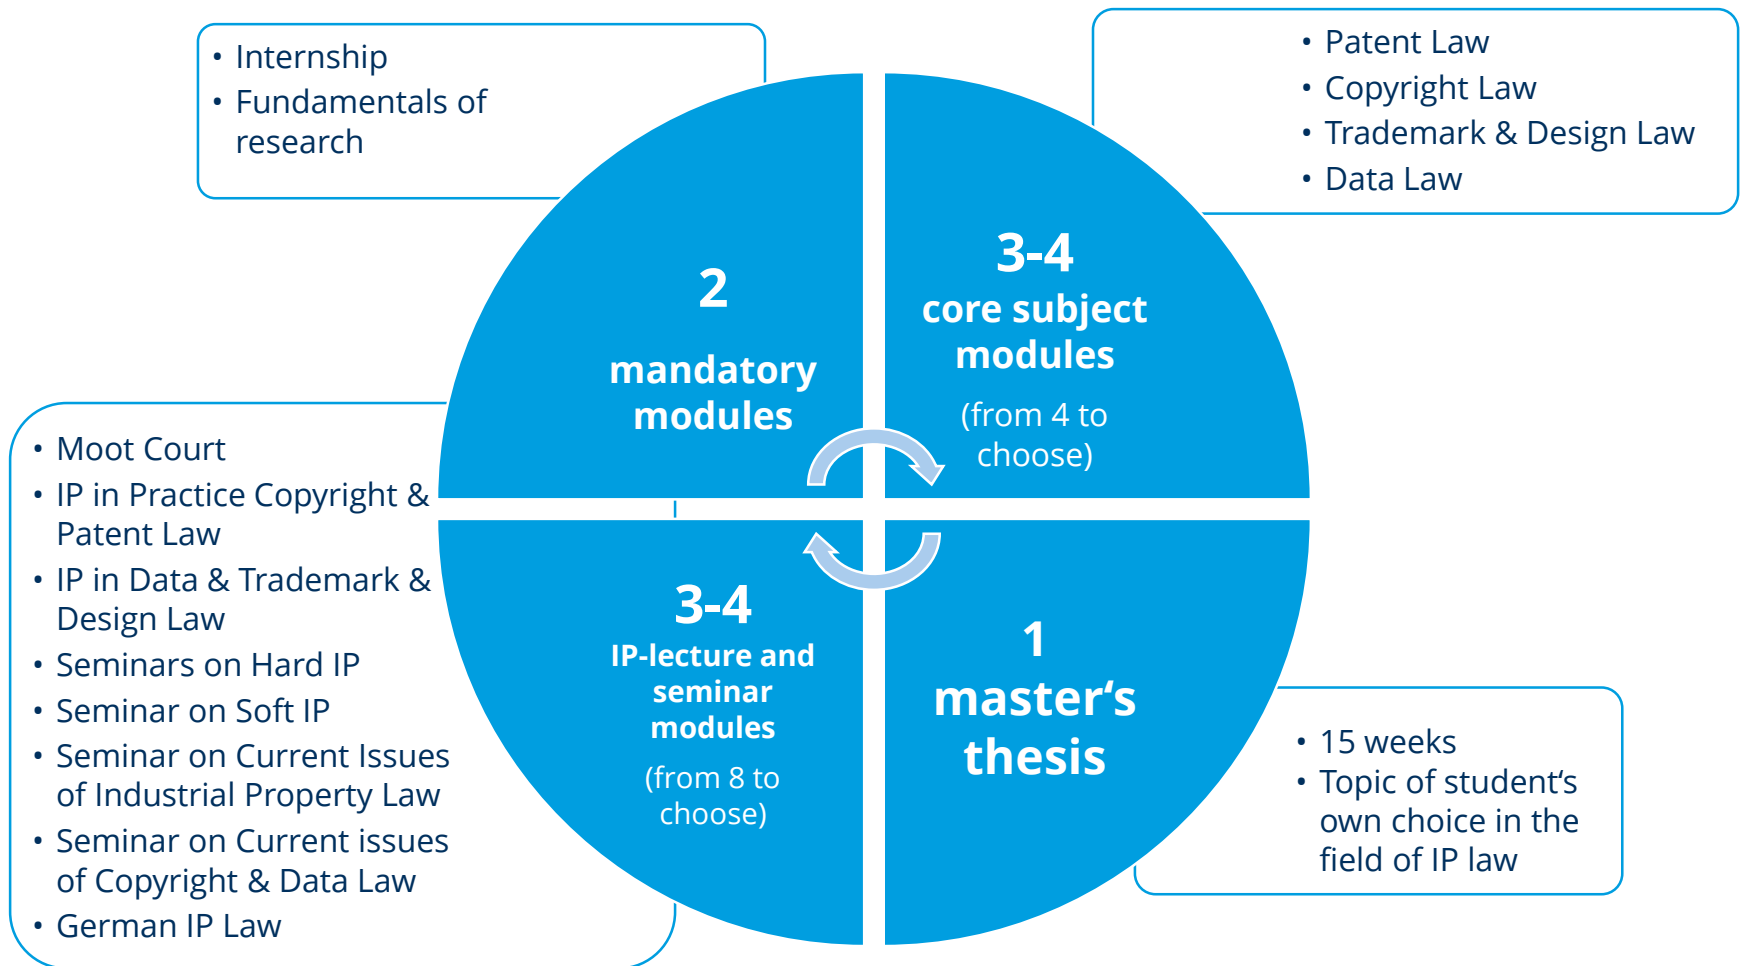 • Internship
• Fundamentals of
research
• Patent Law
• Copyright Law
• Trademark & Design Law
• Data Law
2
mandatory
modules
3-4
core subject
modules
(from 4 to
choose)
• Moot Court
• IP in Practice Copyright &
Patent Law
• IP in Data & Trademark &
Design Law
• Seminars on Hard IP
• Seminar on Soft IP
• Seminar on Current Issues
of Industrial Property Law
• Seminar on Current issues
of Copyright & Data Law
• German IP Law
3-4
IP-lecture and
seminar
modules
(from 8 to
choose)
1
master‘s
thesis
• 15 weeks
• Topic of student‘s
own choice in the
field of IP law